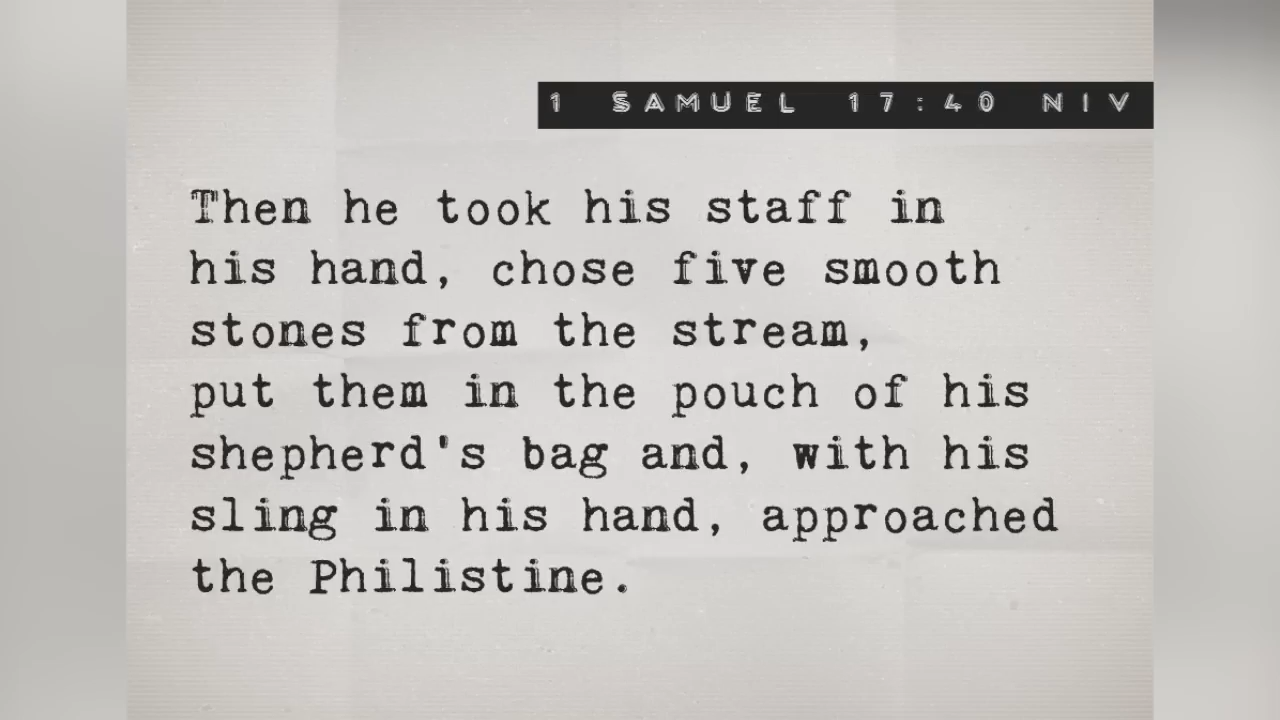 1 SAMUEL 17:40 NIV
Then he took his staff in
his hand, chose five smooth
stones from the stream,
put them in the pouch of his
shepherd's bag and, with his
sling in his hand, approached
the Philistine.